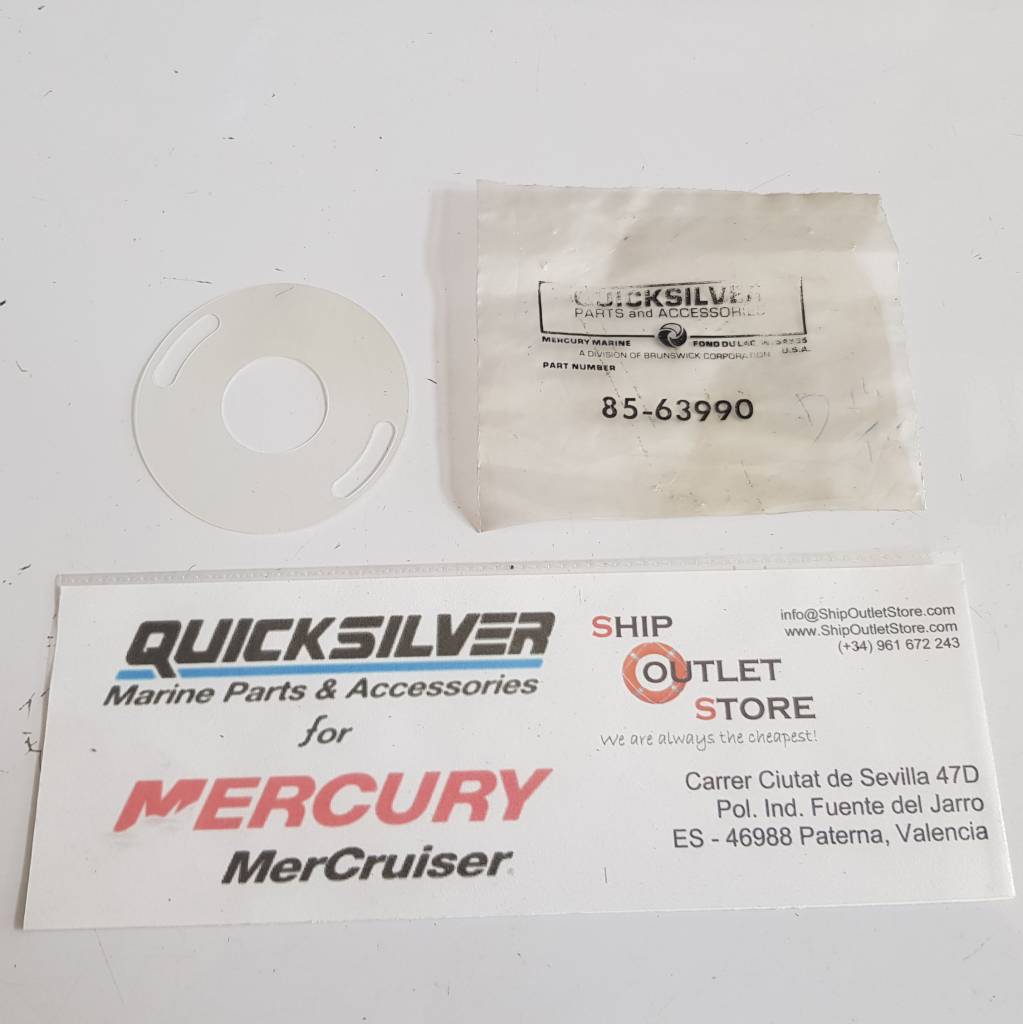 QUICKSILVER
PARTS and ACCESSORIES
MERCURY MARINE FOND DU LAC
A DIVISION OF BRUNSWICK CORPORATION U.S.A.
PART NUMBER
85-63990
QUICKSILVER
Marine Parts & Accessories
for
MERCURY
MerCruiser
SHIP
OUTLET
STORE
We are always the cheapest!
info@ShipOutletStore.com
www.ShipOutletStore.com
(+34) 961 672 243
Carrer Ciutat de Sevilla 47D
Pol. Ind. Fuente del Jarro
ES - 46988 Paterna, Valencia